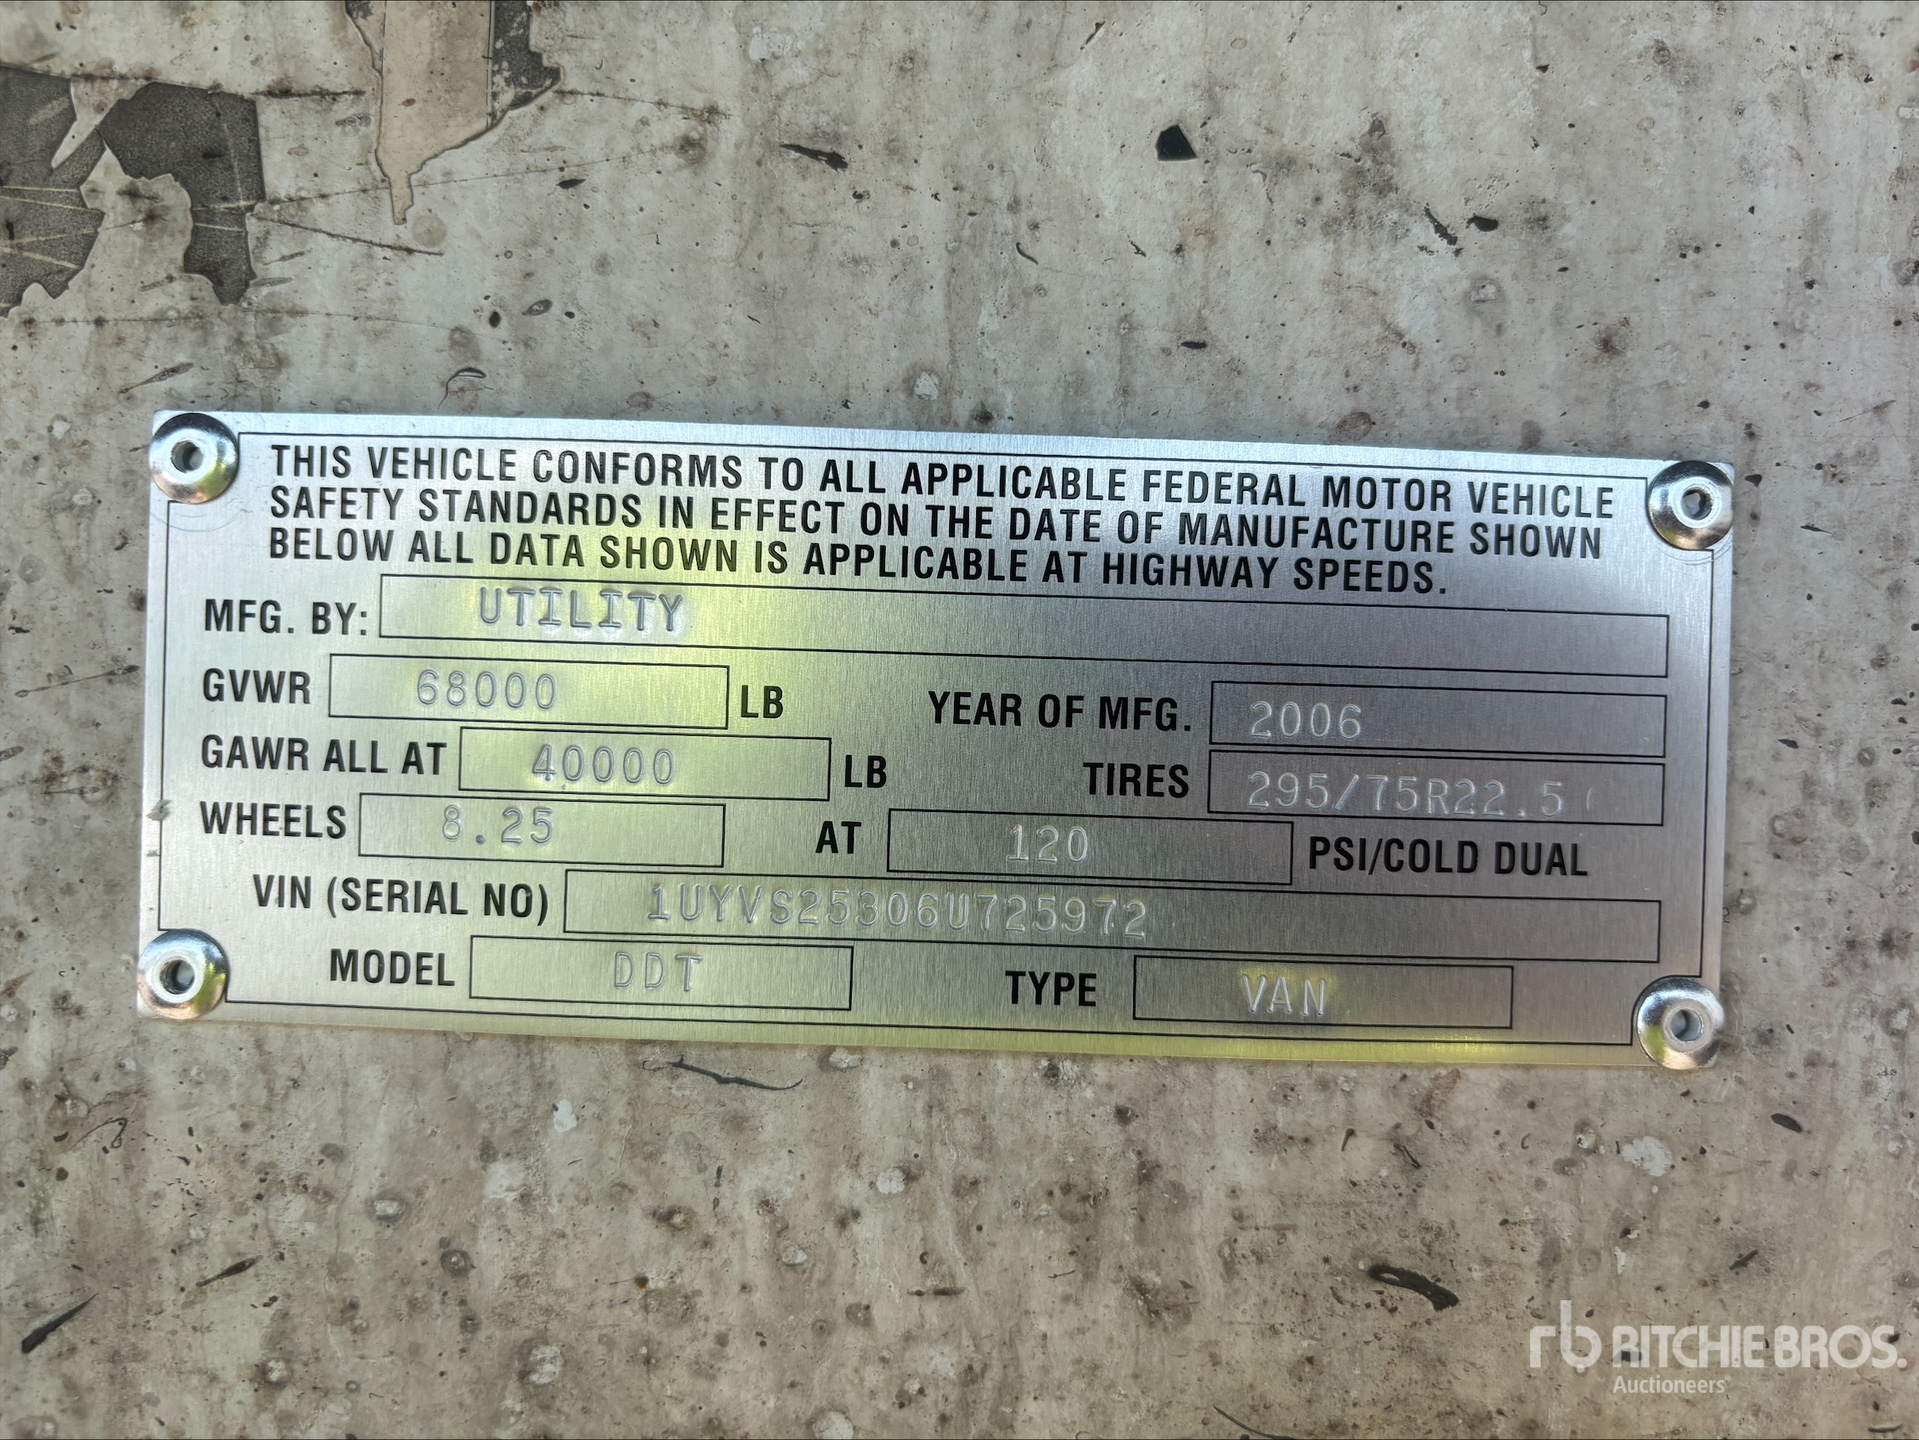 THIS VEHICLE CONFORMS TO ALL APPLICABLE FEDERAL MOTOR VEHICLE
SAFETY STANDARDS IN EFFECT ON THE DATE OF MANUFACTURE SHOWN
BELOW ALL DATA SHOWN IS APPLICABLE AT HIGHWAY SPEEDS.
MFG. BY: UTILITY
GVWR 68000 LB YEAR OF MFG. 2006
GAWR ALL AT 40000 LB TIRES 295/75R22.5
WHEELS 8.25 AT 120 PSI/COLD DUAL
VIN (SERIAL NO) 1UYVS25306U725972
MODEL DDT TYPE VAN
rb RITCHIE BROS.
Auctioneers